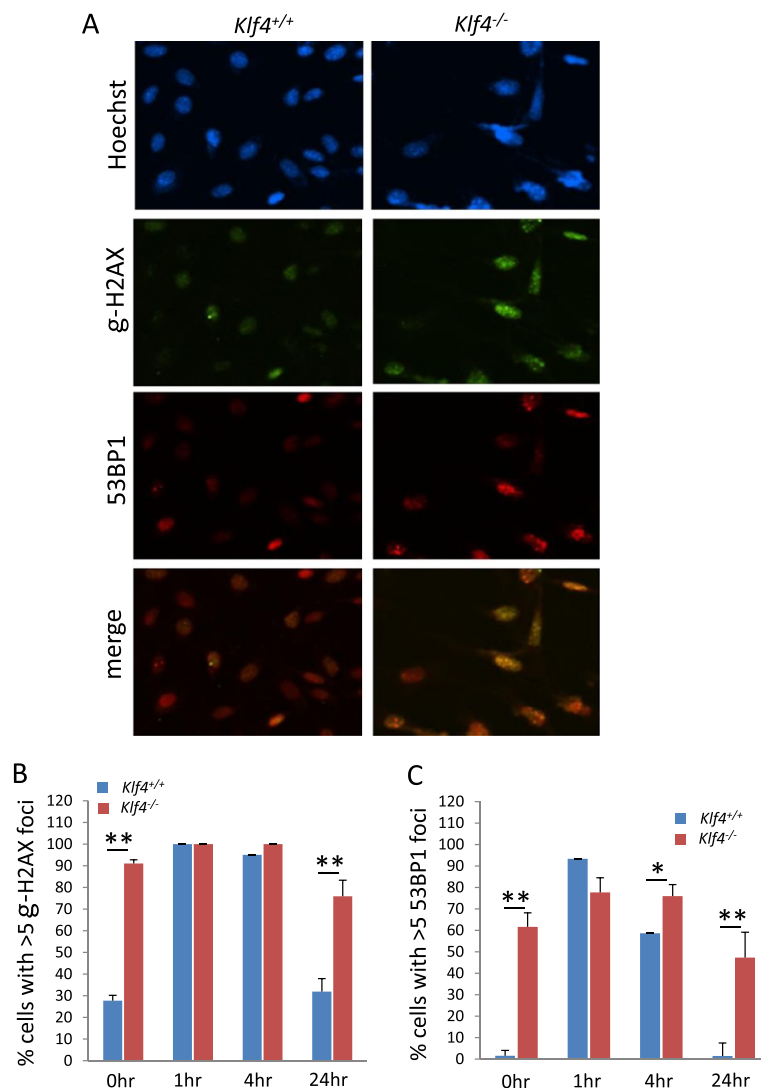 A
Klf4+/+
Klf4-/-
Hoechst
g-H2AX
53BP1
merge
B
Klf4+/+
Klf4-/-
% cells with >5 g-H2AX foci
120
110
100
90
80
70
60
50
40
30
20
10
0
**
**
0hr 1hr 4hr 24hr
C
Klf4+/+
Klf4-/-
% cells with >5 53BP1 foci
120
110
100
90
80
70
60
50
40
30
20
10
0
**
*
**
0hr 1hr 4hr 24hr